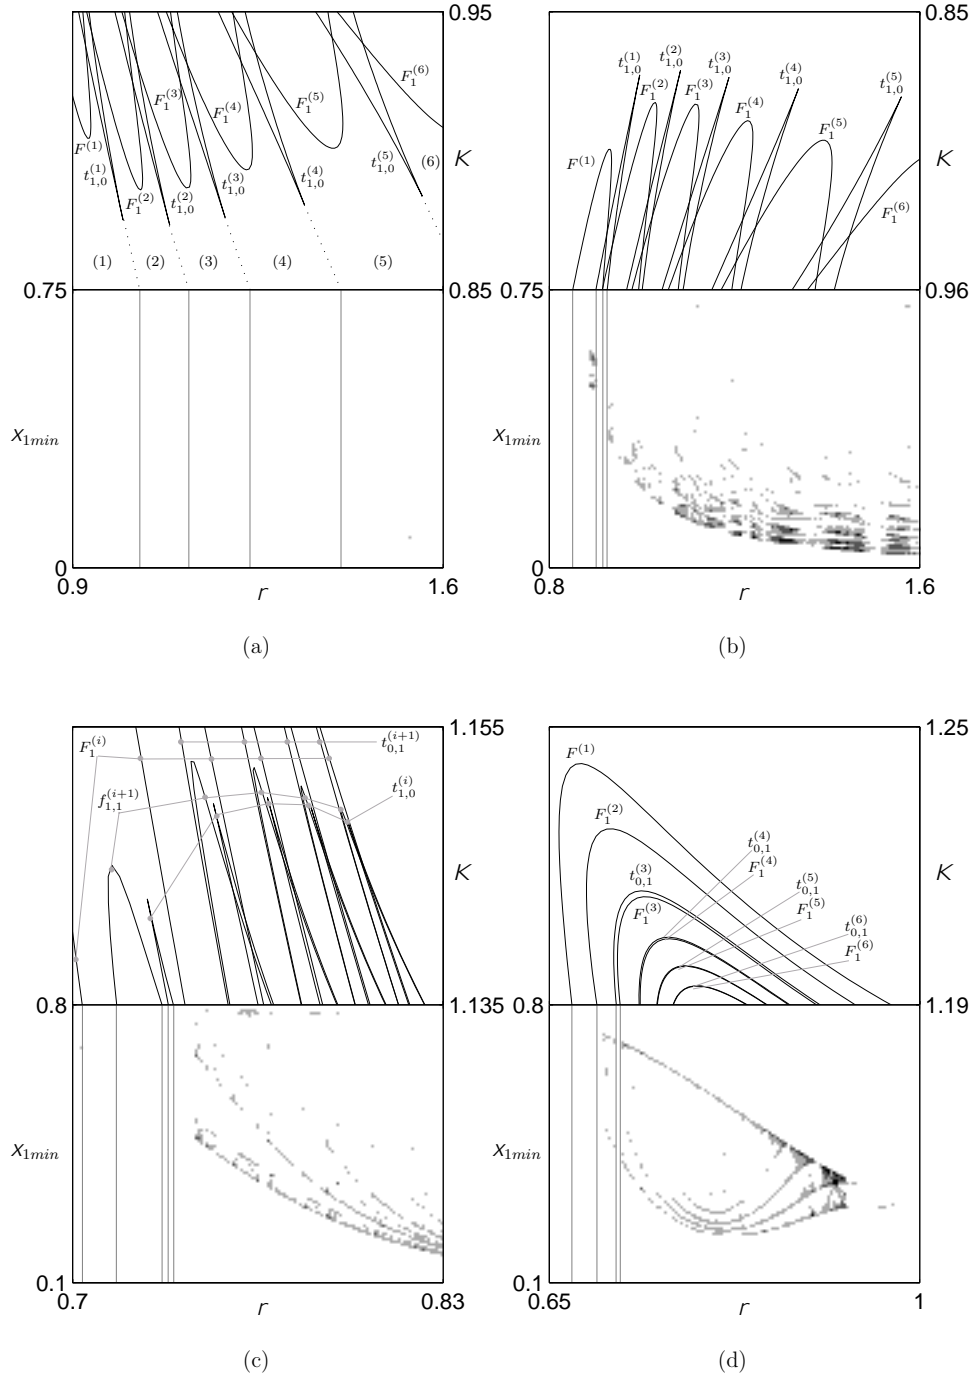 0.95
F_1^{(6)}
F_1^{(5)}
F_1^{(3)}
F_1^{(4)}
F^{(1)}
t_{1,0}^{(1)}
F_1^{(2)}
t_{1,0}^{(2)}
t_{1,0}^{(3)}
t_{1,0}^{(4)}
t_{1,0}^{(5)}
(6)
K
(1)
(2)
(3)
(4)
(5)
0.75
0.85
x_{1min}
0
0.9
r
1.6
(a)
0.85
t_{1,0}^{(1)}
t_{1,0}^{(2)}
t_{1,0}^{(3)}
t_{1,0}^{(4)}
t_{1,0}^{(5)}
F^{(1)}
F_1^{(2)}
F_1^{(3)}
F_1^{(4)}
F_1^{(5)}
F_1^{(6)}
K
0.75
0.96
x_{1min}
0
0.8
r
1.6
(b)
1.155
F_1^{(i)}
t_{0,1}^{(i+1)}
f_{1,1}^{(i+1)}
t_{1,0}^{(i)}
K
0.8
1.135
x_{1min}
0.1
0.7
r
0.83
(c)
1.25
F^{(1)}
F_1^{(2)}
t_{0,1}^{(3)}
F_1^{(3)}
t_{0,1}^{(4)}
F_1^{(4)}
t_{0,1}^{(5)}
F_1^{(5)}
t_{0,1}^{(6)}
F_1^{(6)}
K
0.8
1.19
x_{1min}
0.1
0.65
r
1
(d)